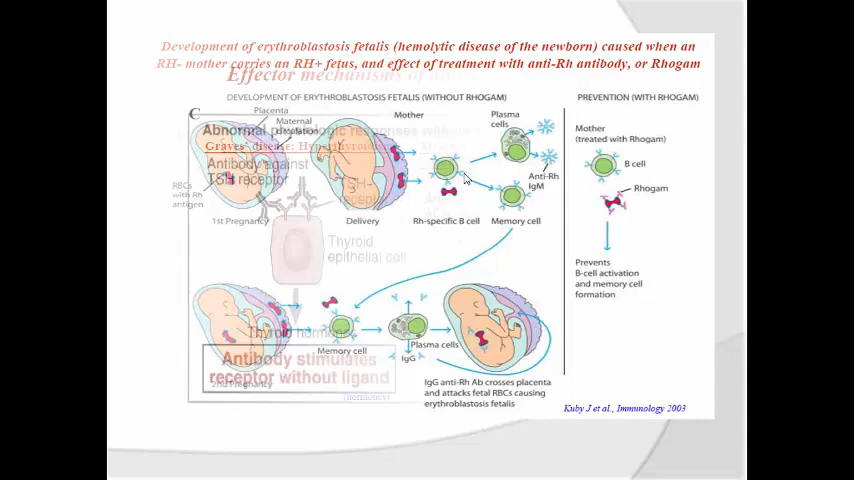 Development of erythroblastosis fetalis (hemolytic disease of the newborn) caused when an
RH- mother carries an RH+ fetus, and effect of treatment with anti-Rh antibody, or Rhogam
Effector mechanisms of
DEVELOPMENT OF ERYTHROBLASTOSIS FETALIS (WITHOUT RHOGAM)
PREVENTION (WITH RHOGAM)
C
Placenta
Maternal
circulation
Mother
Plasma
cells
Mother
(treated with Rhogam)
Abnormal physiologic responses without
Graves' disease: Hyperthyroidism
Antibody against
TSH receptor
B cell
Anti-Rh
IgM
Rhogam
RBCs
with Rh
antigen
TSH
receptor
1st Pregnancy
Delivery
Rh-specific B cell
Memory cell
Thyroid
epithelial cell
Prevents
B-cell activation
and memory cell
formation
Thyroid hormones
Memory cell
Plasma cells
IgG
Antibody stimulates
receptor without ligand
2nd Pregnancy
(hormones)
IgG anti-Rh Ab crosses placenta
and attacks fetal RBCs causing
erythroblastosis fetalis
Kuby J et al., Immunology 2003